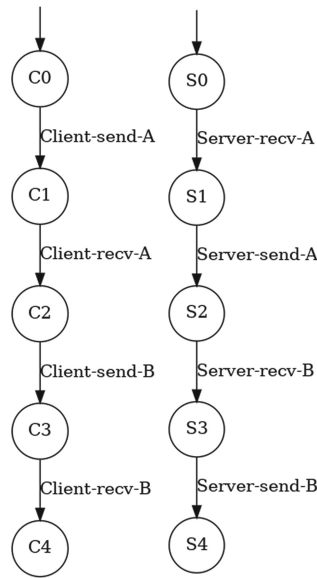 C0
Client-send-A
C1
Client-recv-A
C2
Client-send-B
C3
Client-recv-B
C4
S0
Server-recv-A
S1
Server-send-A
S2
Server-recv-B
S3
Server-send-B
S4